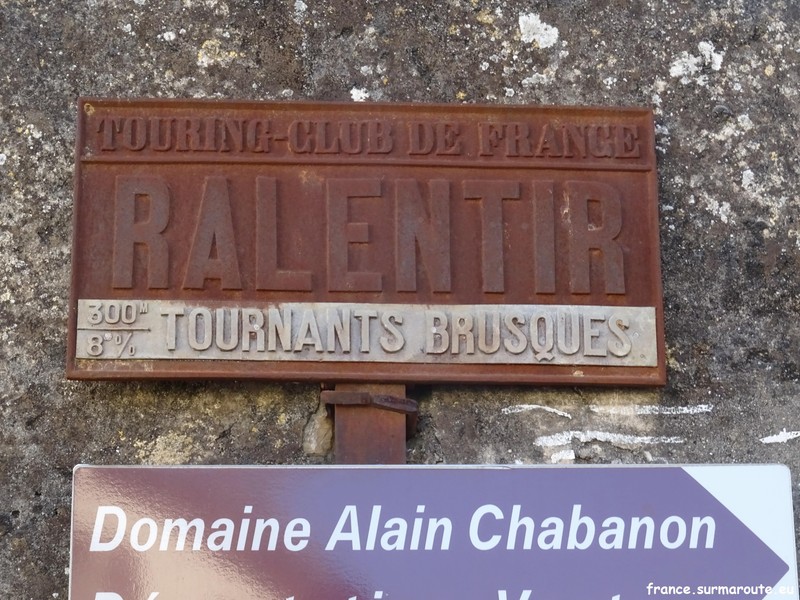 TOURING-CLUB DE FRANCE
RALENTIR
300M
8%
TOURNANTS BRUSQUES
Domaine Alain Chabanon
france.surmaroute.eu